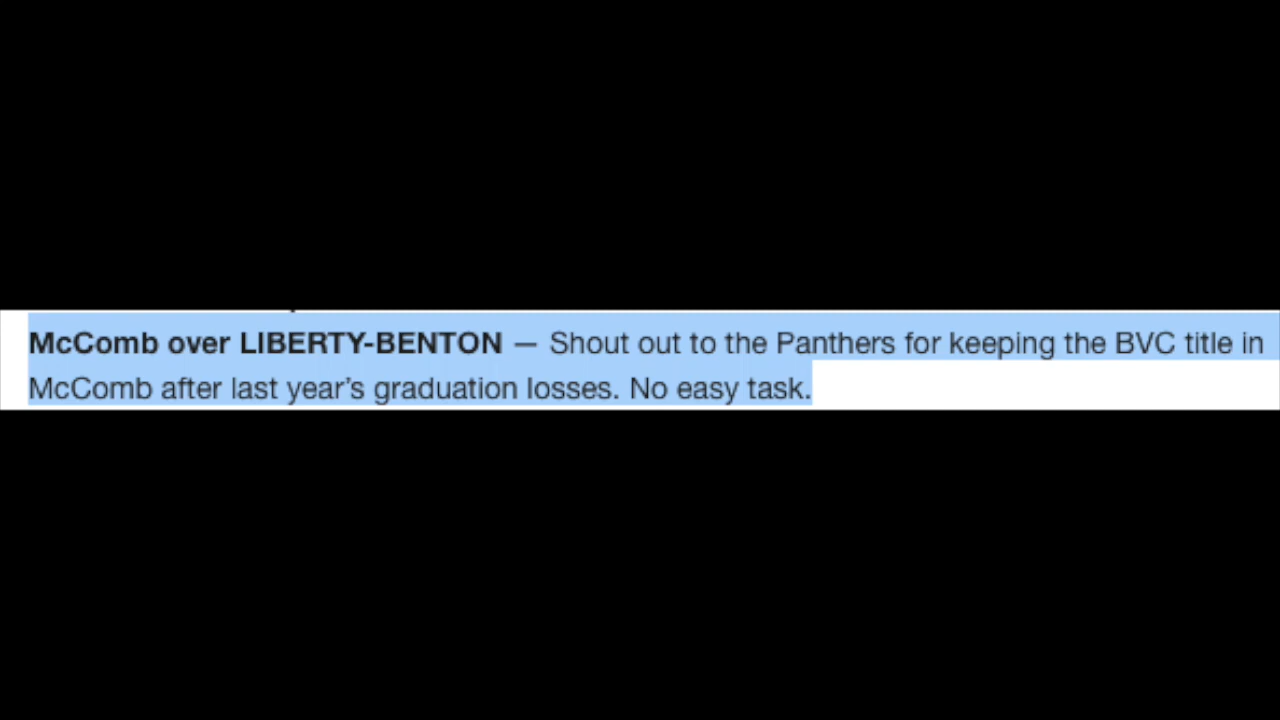 McComb over LIBERTY-BENTON — Shout out to the Panthers for keeping the BVC title in
McComb after last year’s graduation losses. No easy task.